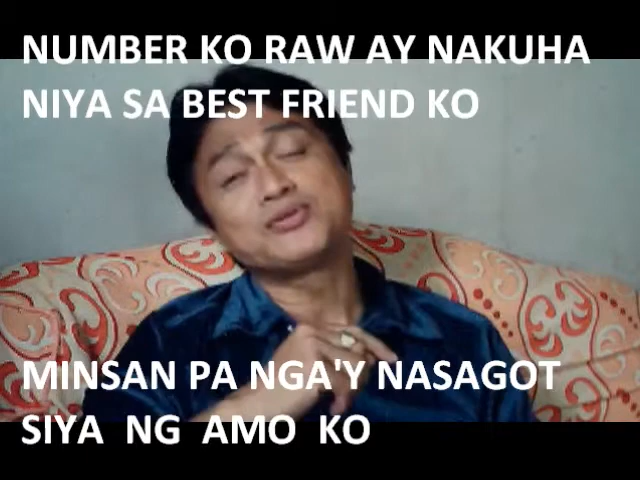 NUMBER KO RAW AY NAKUHA
NIYA SA BEST FRIEND KO
MINSAN PA NGA'Y NASAGOT
SIYA NG AMO KO